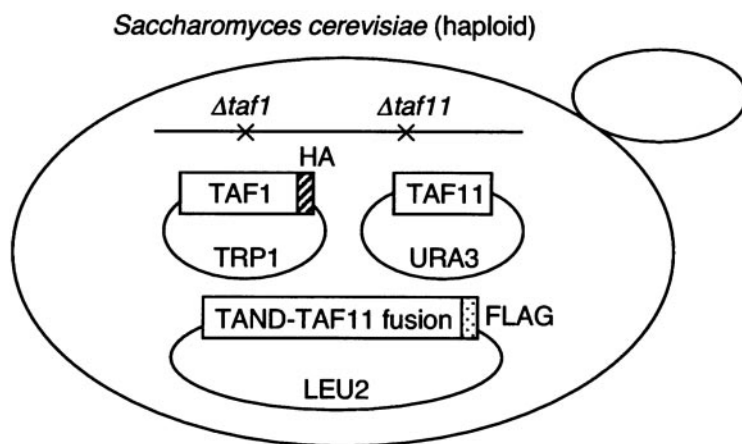 Saccharomyces cerevisiae (haploid)
Δtaf1 Δtaf11
HA
TAF1 TAF11
TRP1 URA3
TAND-TAF11 fusion FLAG
LEU2